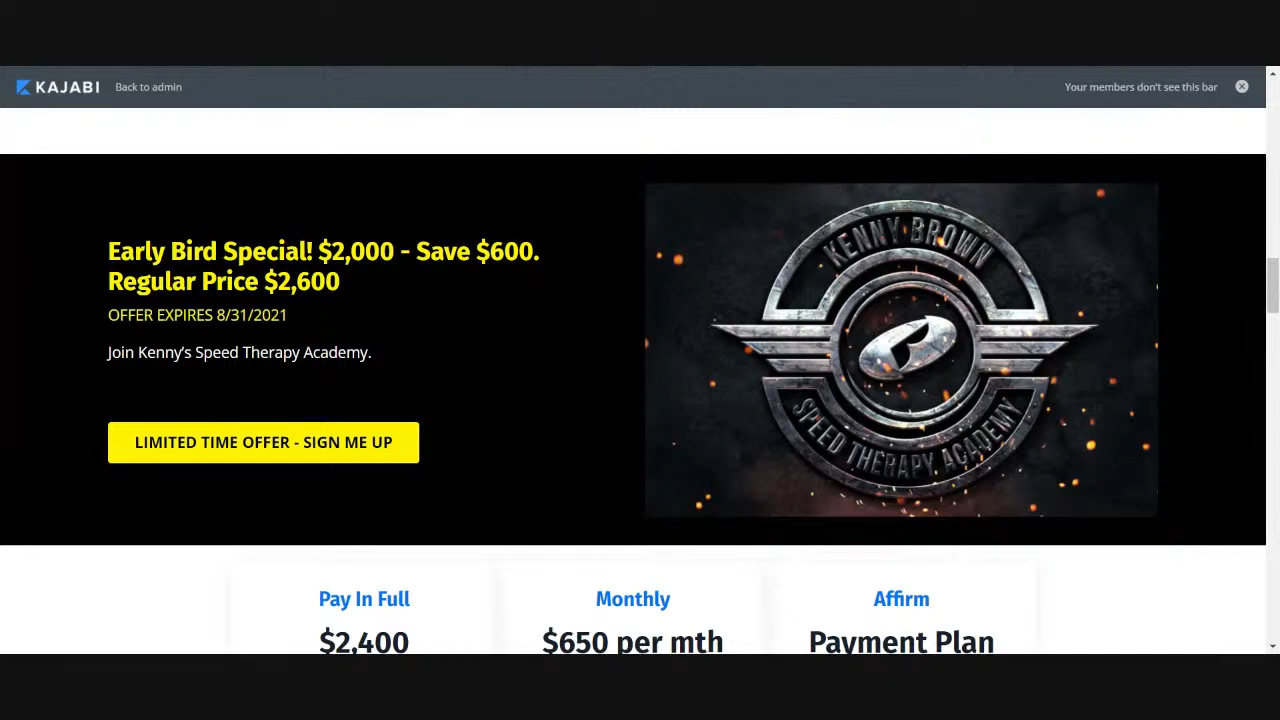 KAJABI Back to admin Your members don't see this bar
Early Bird Special! $2,000 - Save $600.
Regular Price $2,600
OFFER EXPIRES 8/31/2021
Join Kenny's Speed Therapy Academy.
LIMITED TIME OFFER - SIGN ME UP
KENNY BROWN
SPEED THERAPY ACADEMY
Pay In Full Monthly Affirm
$2,400 $650 per mth Payment Plan